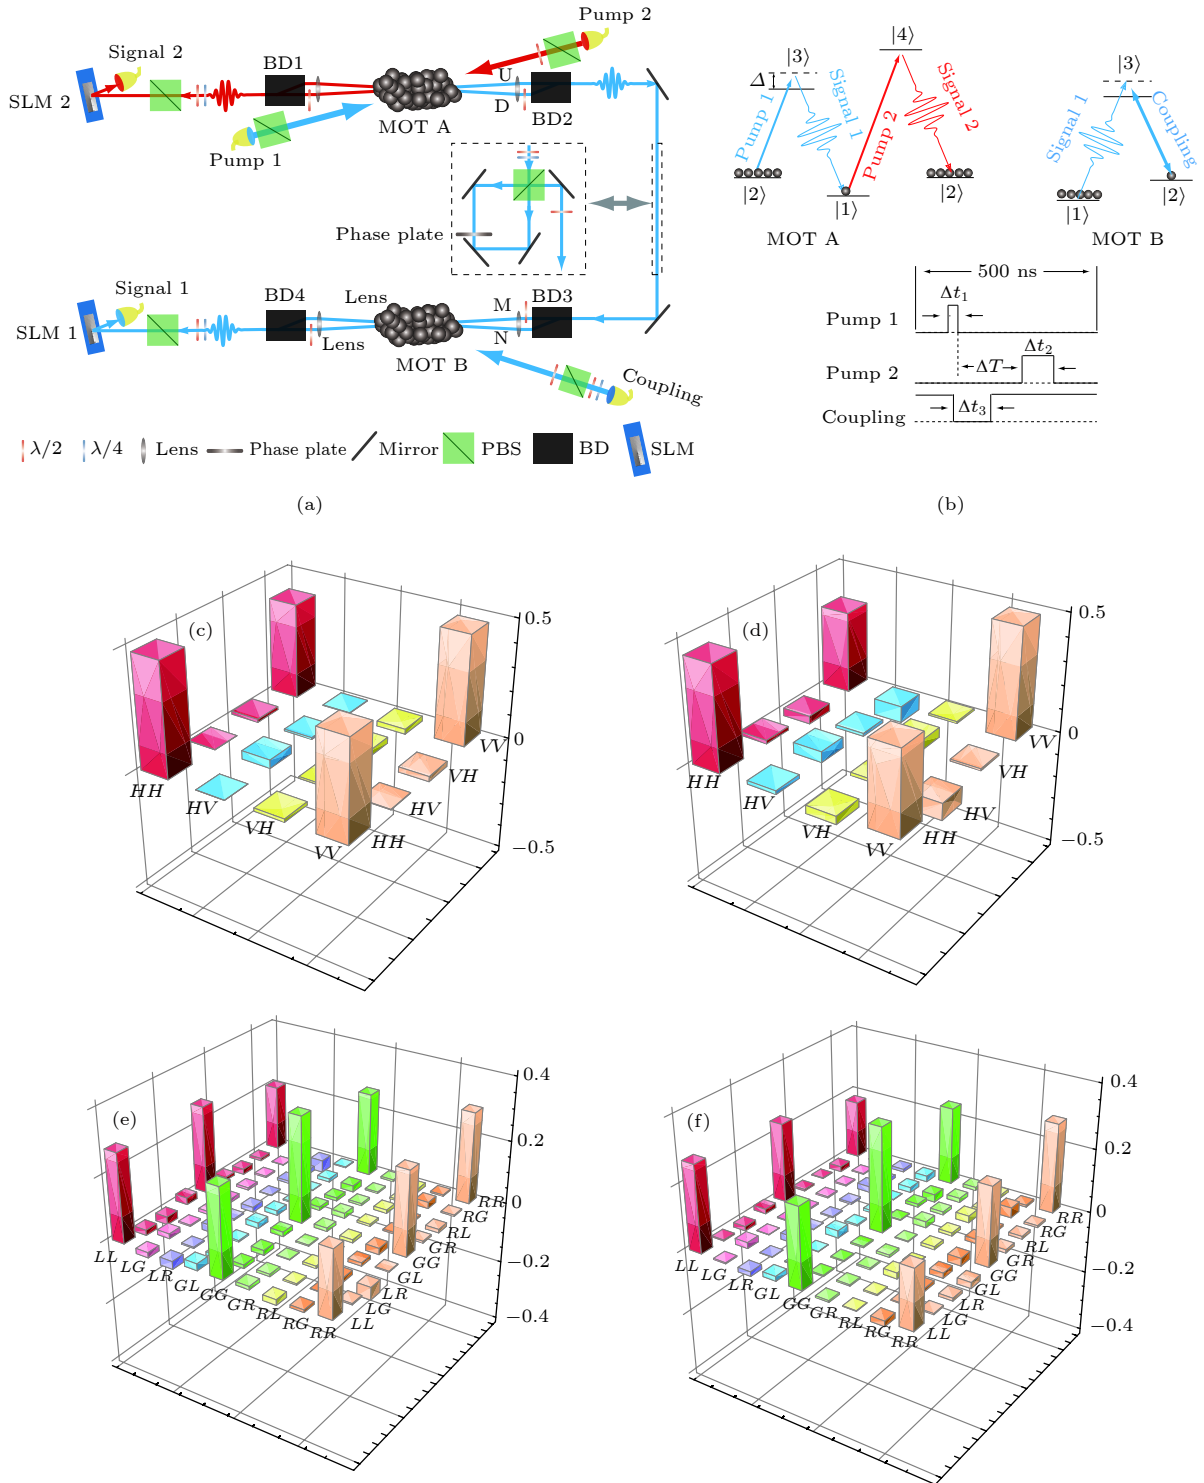 Pump 2
Signal 2
BD1
U
SLM 2
D
MOT A
BD2
Pump 1
Phase plate
Signal 1
BD4
Lens
M
BD3
SLM 1
Lens
MOT B
N
Coupling
λ/2 λ/4 Lens Phase plate Mirror PBS BD SLM
(a)
|4⟩
|3⟩
|3⟩
Δ
Pump 1
Signal 1
Pump 2
Signal 2
Signal 1
Coupling
|2⟩
|1⟩
|2⟩
|1⟩
|2⟩
MOT A
MOT B
500 ns
Δt1
Pump 1
Δt2
Pump 2
ΔT
Coupling
Δt3
(b)
(c)
0.5
0
−0.5
HH
HV
VH
VV
HH
HV
VH
VV
(d)
0.5
0
−0.5
HH
HV
VH
VV
HH
HV
VH
VV
(e)
0.4
0.2
0
−0.2
−0.4
LL
LG
LR
GL
GG
GR
RL
RG
RR
LL
LG
LR
GL
GG
GR
RL
RG
RR
(f)
0.4
0.2
0
−0.2
−0.4
LL
LG
LR
GL
GG
GR
RL
RG
RR
LL
LG
LR
GL
GG
GR
RL
RG
RR